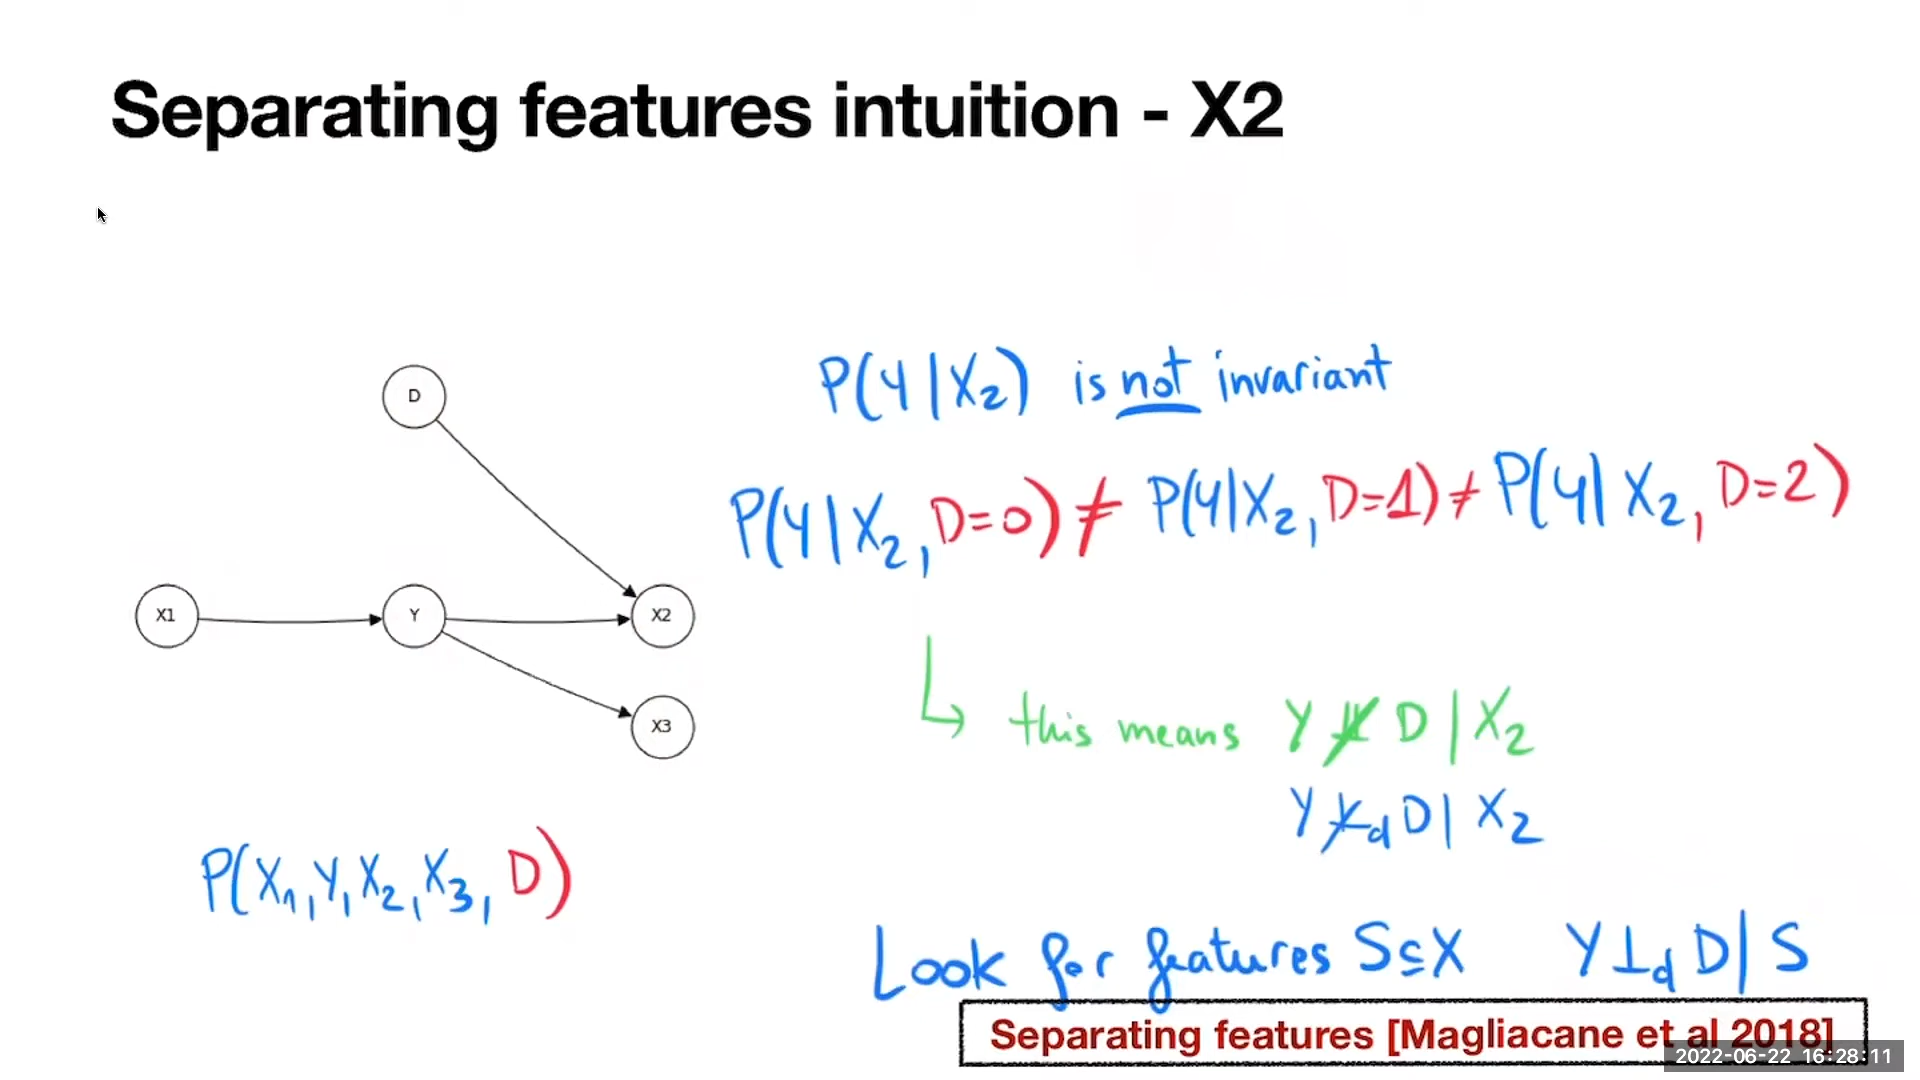 Separating features intuition - X2
P(Y|X₂) is not invariant
D
P(Y|X₂, D=0) ≠ P(Y|X₂, D=1) ≠ P(Y|X₂, D=2)
X1
Y
X2
this means Y ⫫̸ D | X₂
X3
Y ⊥̸d D | X₂
P(X₁, Y, X₂, X₃, D)
Look for features S⊆X Y⊥d D | S
Separating features [Magliacane et al 2018]
2022-06-22 16:28:11